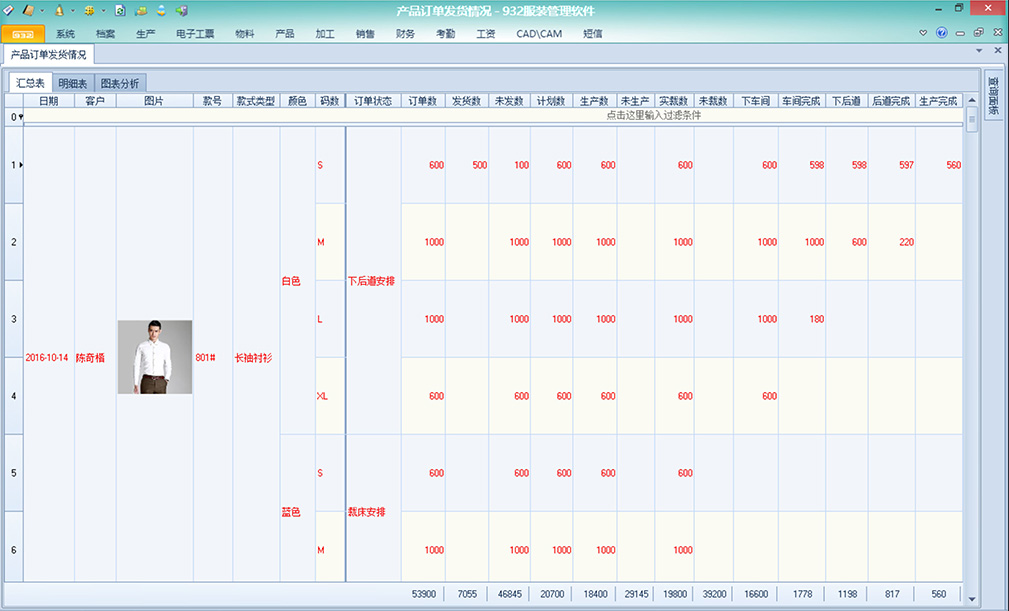 产品订单发货情况 - 932服装管理软件
932 系统 档案 生产 电子工票 物料 产品 加工 销售 财务 考勤 工资 CAD\CAM 短信
产品订单发货情况
汇总表 明细表 图表分析
日期 客户 图片 款号 款式类型 颜色 码数 订单状态 订单数 发货数 未发数 计划数 生产数 未生产 实裁数 未裁数 下车间 车间完成 下后道 后道完成 生产完成
0 点击这里输入过滤条件
1 S 600 500 100 600 600 600 600 598 598 597 560
2 M 1000 1000 1000 1000 1000 1000 1000 600 220
白色 下后道安排
3 L 1000 1000 1000 1000 1000 1000 180
2016-10-14 陈奇楠 801# 长袖衬衫
4 XL 600 600 600 600 600 600
5 S 600 600 600 600 600
蓝色 裁床安排
6 M 1000 1000 1000 1000 1000
53900 7055 46845 20700 18400 29145 19800 39200 16600 1778 1198 817 560
查询面板